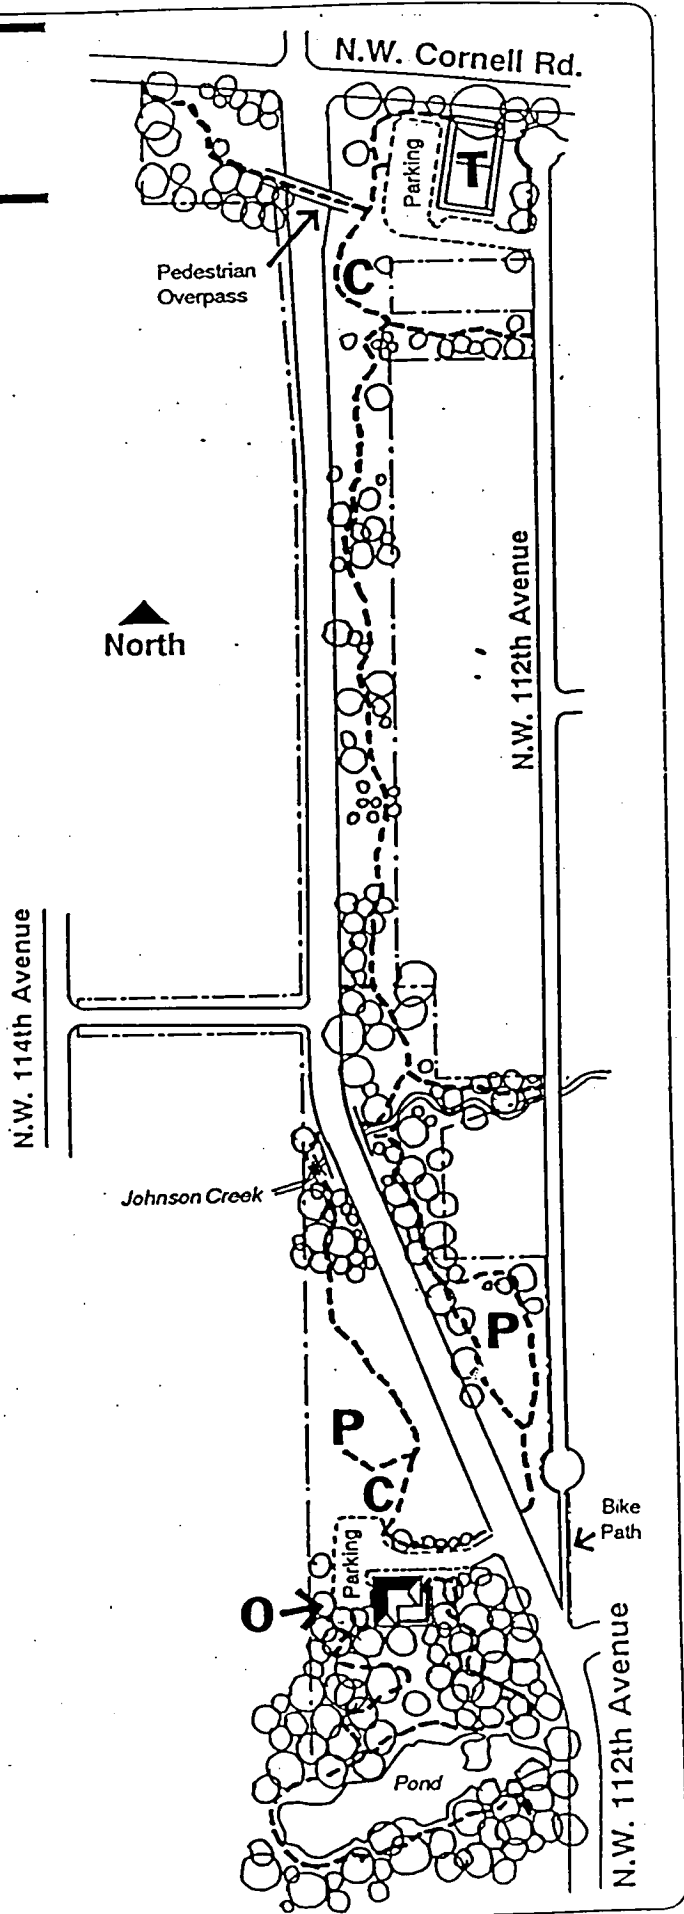 N.W. Cornell Rd.
Parking
T
Pedestrian
Overpass
C
N.W. 112th Avenue
North
N.W. 114th Avenue
Johnson Creek
P
P
C
Bike
Path
Parking
O
Pond
N.W. 112th Avenue